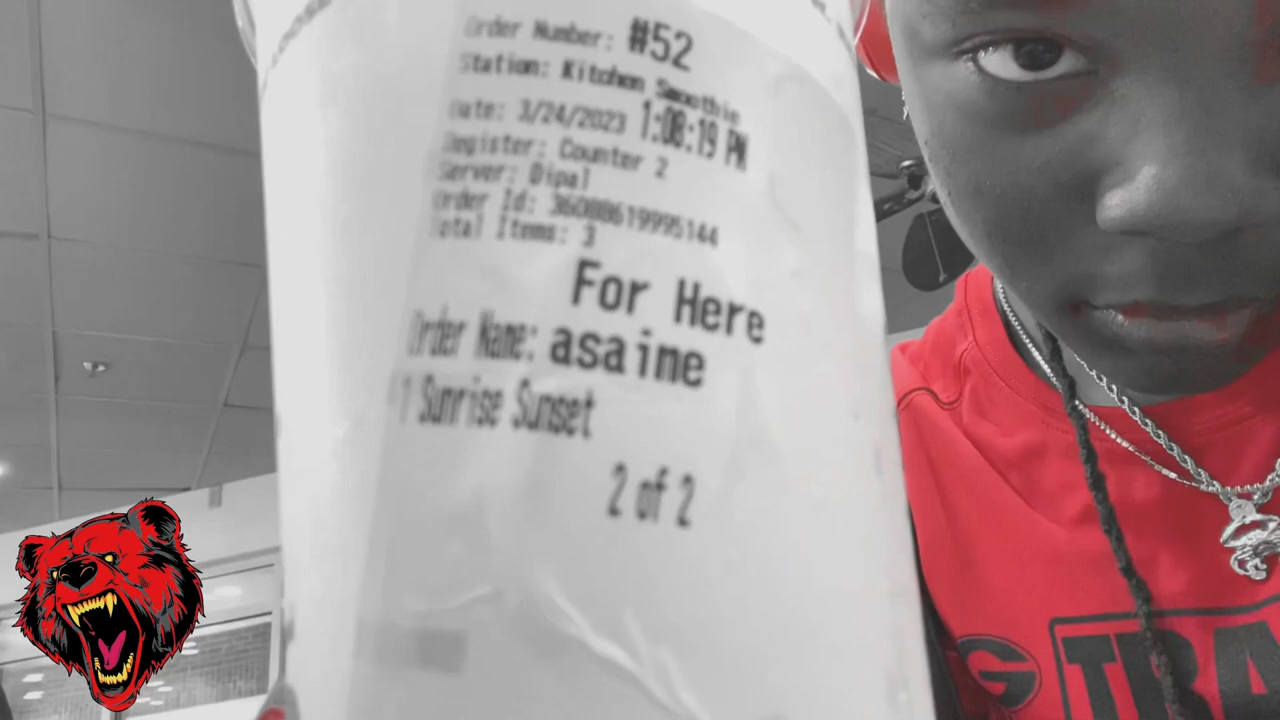 Order Number: #52
Station: Kitchen Smoothie
Date: 3/24/2023 1:08:19 PM
Register: Counter 2
Server: Dipal
Order Id: 36088619995144
Total Items: 3
For Here
Order Name: asaine
1 Sunrise Sunset
2 of 2
G TRA